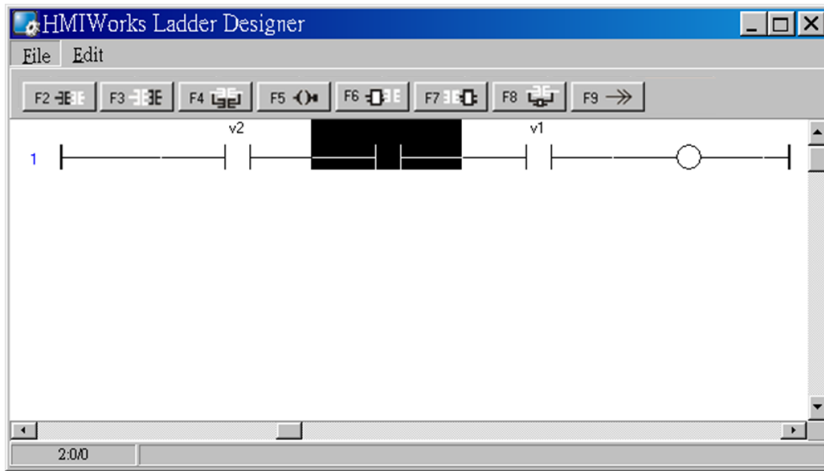 HMIWorks Ladder Designer
File Edit
F2 F3 F4 F5 F6 F7 F8 F9
v2 v1
1
2:0/0